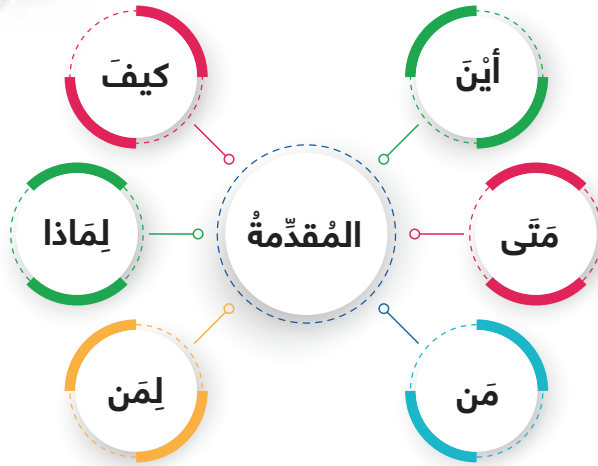 أيْنَ
كيفَ
مَتَى
المُقدِّمةُ
لِمَاذا
مَن
لِمَن